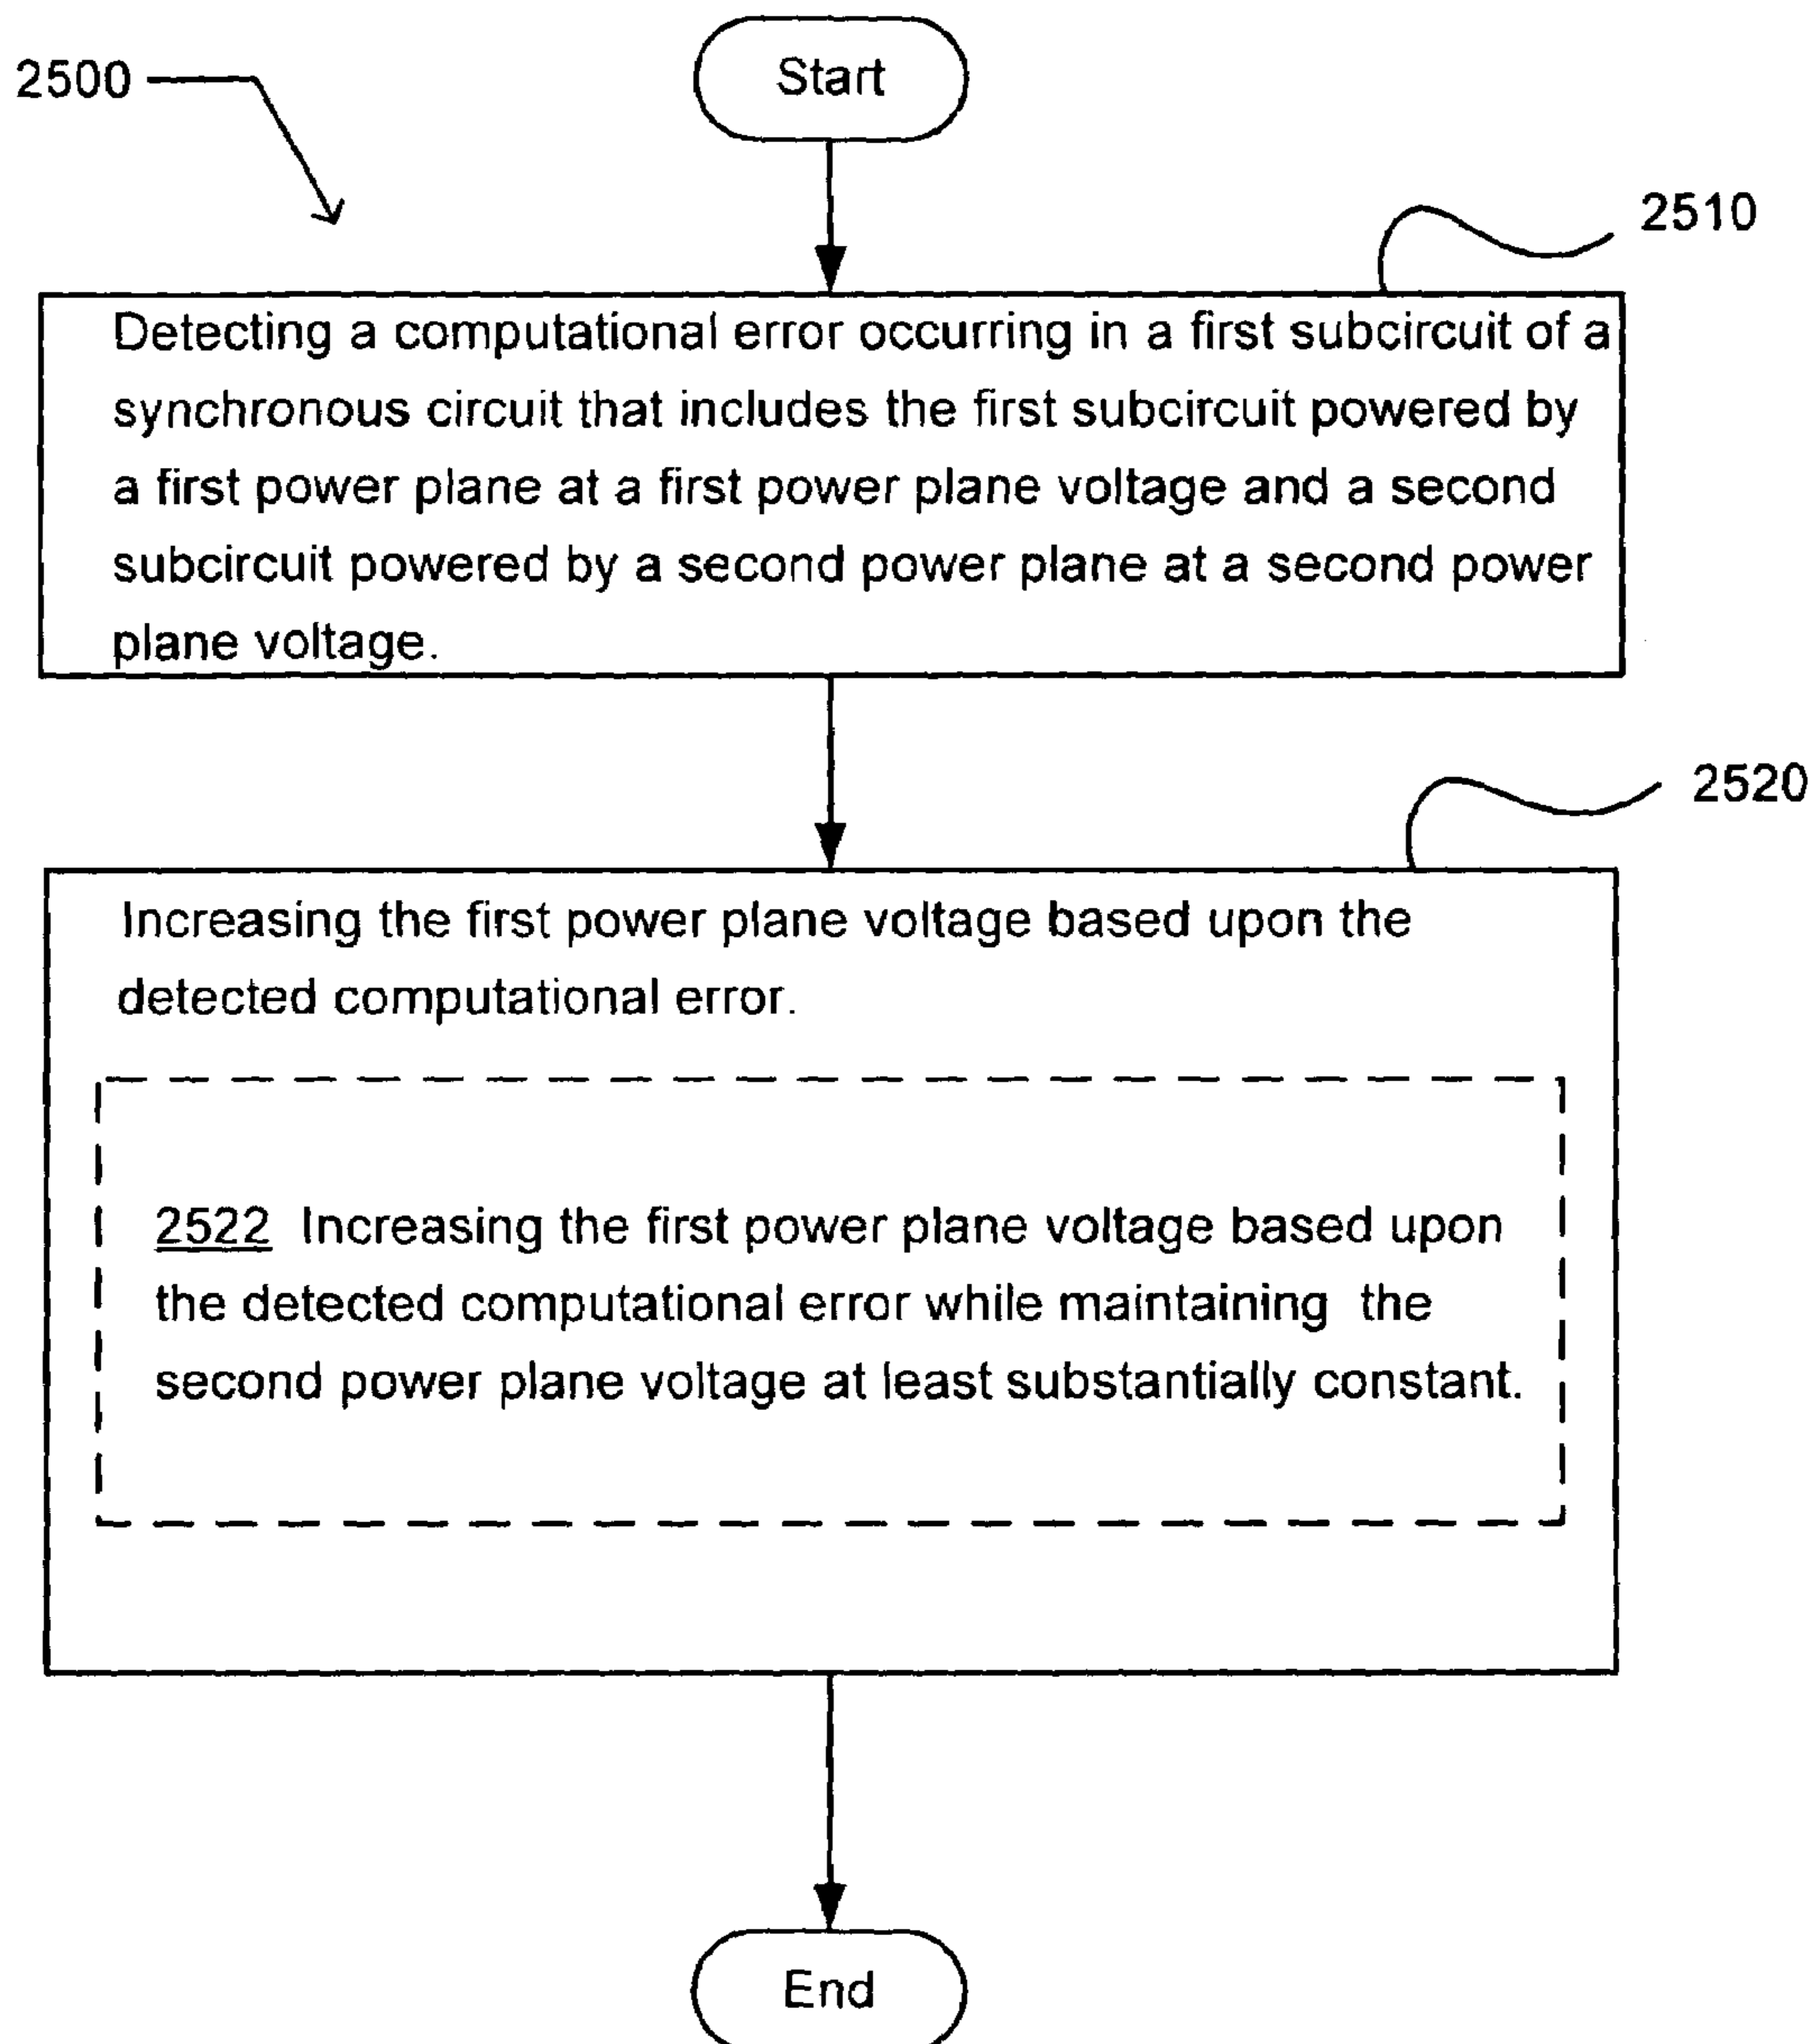 2500
Start
2510
Detecting a computational error occurring in a first subcircuit of a
synchronous circuit that includes the first subcircuit powered by
a first power plane at a first power plane voltage and a second
subcircuit powered by a second power plane at a second power
plane voltage.
2520
Increasing the first power plane voltage based upon the
detected computational error.
2522 Increasing the first power plane voltage based upon
the detected computational error while maintaining the
second power plane voltage at least substantially constant.
End